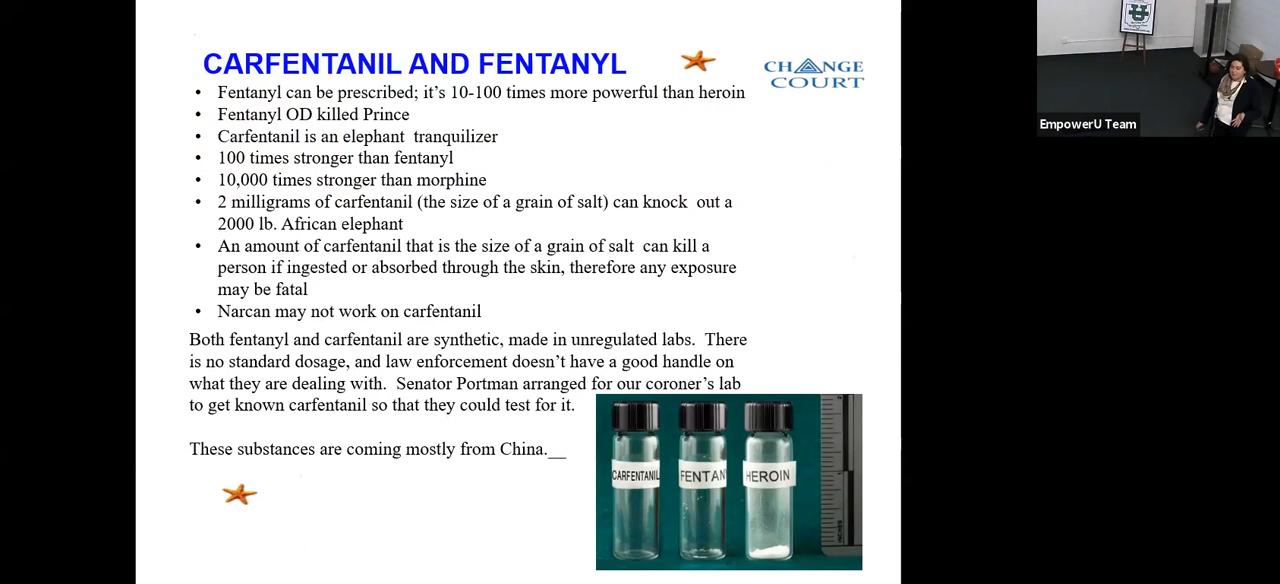 CARFENTANIL AND FENTANYL
CHANGE
COURT
• Fentanyl can be prescribed; it's 10-100 times more powerful than heroin
• Fentanyl OD killed Prince
• Carfentanil is an elephant tranquilizer
• 100 times stronger than fentanyl
• 10,000 times stronger than morphine
• 2 milligrams of carfentanil (the size of a grain of salt) can knock out a
2000 lb. African elephant
• An amount of carfentanil that is the size of a grain of salt can kill a
person if ingested or absorbed through the skin, therefore any exposure
may be fatal
• Narcan may not work on carfentanil
Both fentanyl and carfentanil are synthetic, made in unregulated labs. There
is no standard dosage, and law enforcement doesn't have a good handle on
what they are dealing with. Senator Portman arranged for our coroner's lab
to get known carfentanil so that they could test for it.
These substances are coming mostly from China.__
CARFENTANIL
FENTAN
HEROIN
INCHES
EmpowerU Team